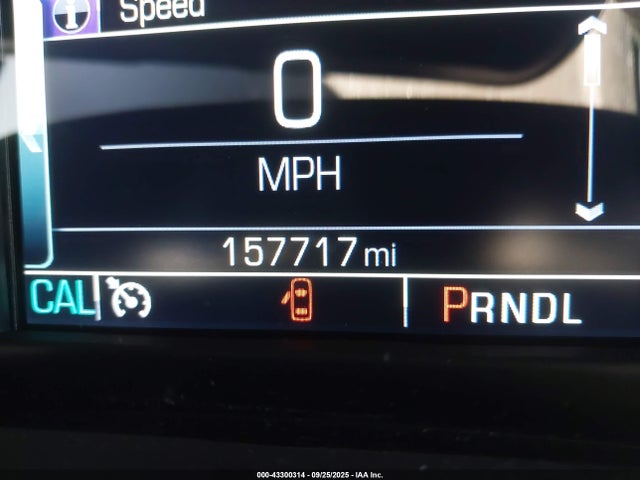 Speed
0
MPH
157717 mi
CAL
PRNDL
000-43300314 - 09/25/2025 - IAA Inc.